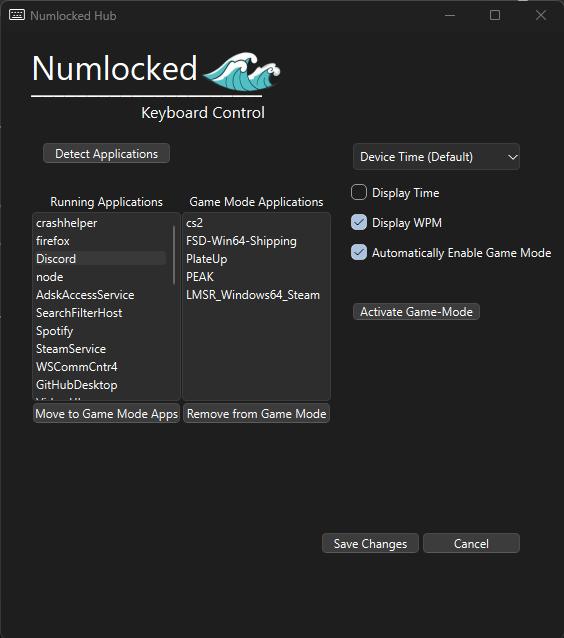 Numlocked Hub
Numlocked
Keyboard Control
Detect Applications
Device Time (Default)
Display Time
Display WPM
Automatically Enable Game Mode
Activate Game-Mode
Running Applications
crashhelper
firefox
Discord
node
AdskAccessService
SearchFilterHost
Spotify
SteamService
WSCommCntr4
GitHubDesktop
Move to Game Mode Apps
Game Mode Applications
cs2
FSD-Win64-Shipping
PlateUp
PEAK
LMSR_Windows64_Steam
Remove from Game Mode
Save Changes
Cancel